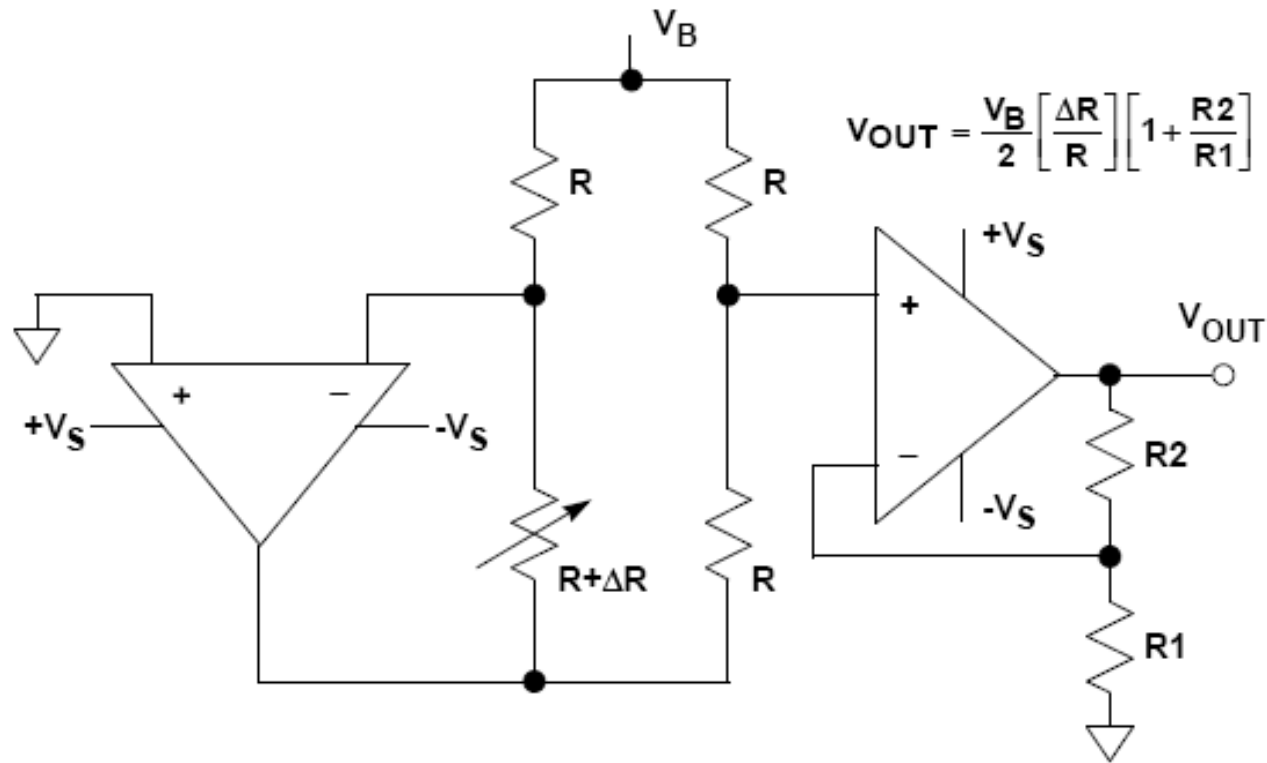 V_B
V_OUT = V_B/2 [ΔR/R] [1 + R2/R1]
R
R
+V_S
+
V_OUT
+
−
+V_S
-V_S
−
R2
-V_S
R+ΔR
R
R1